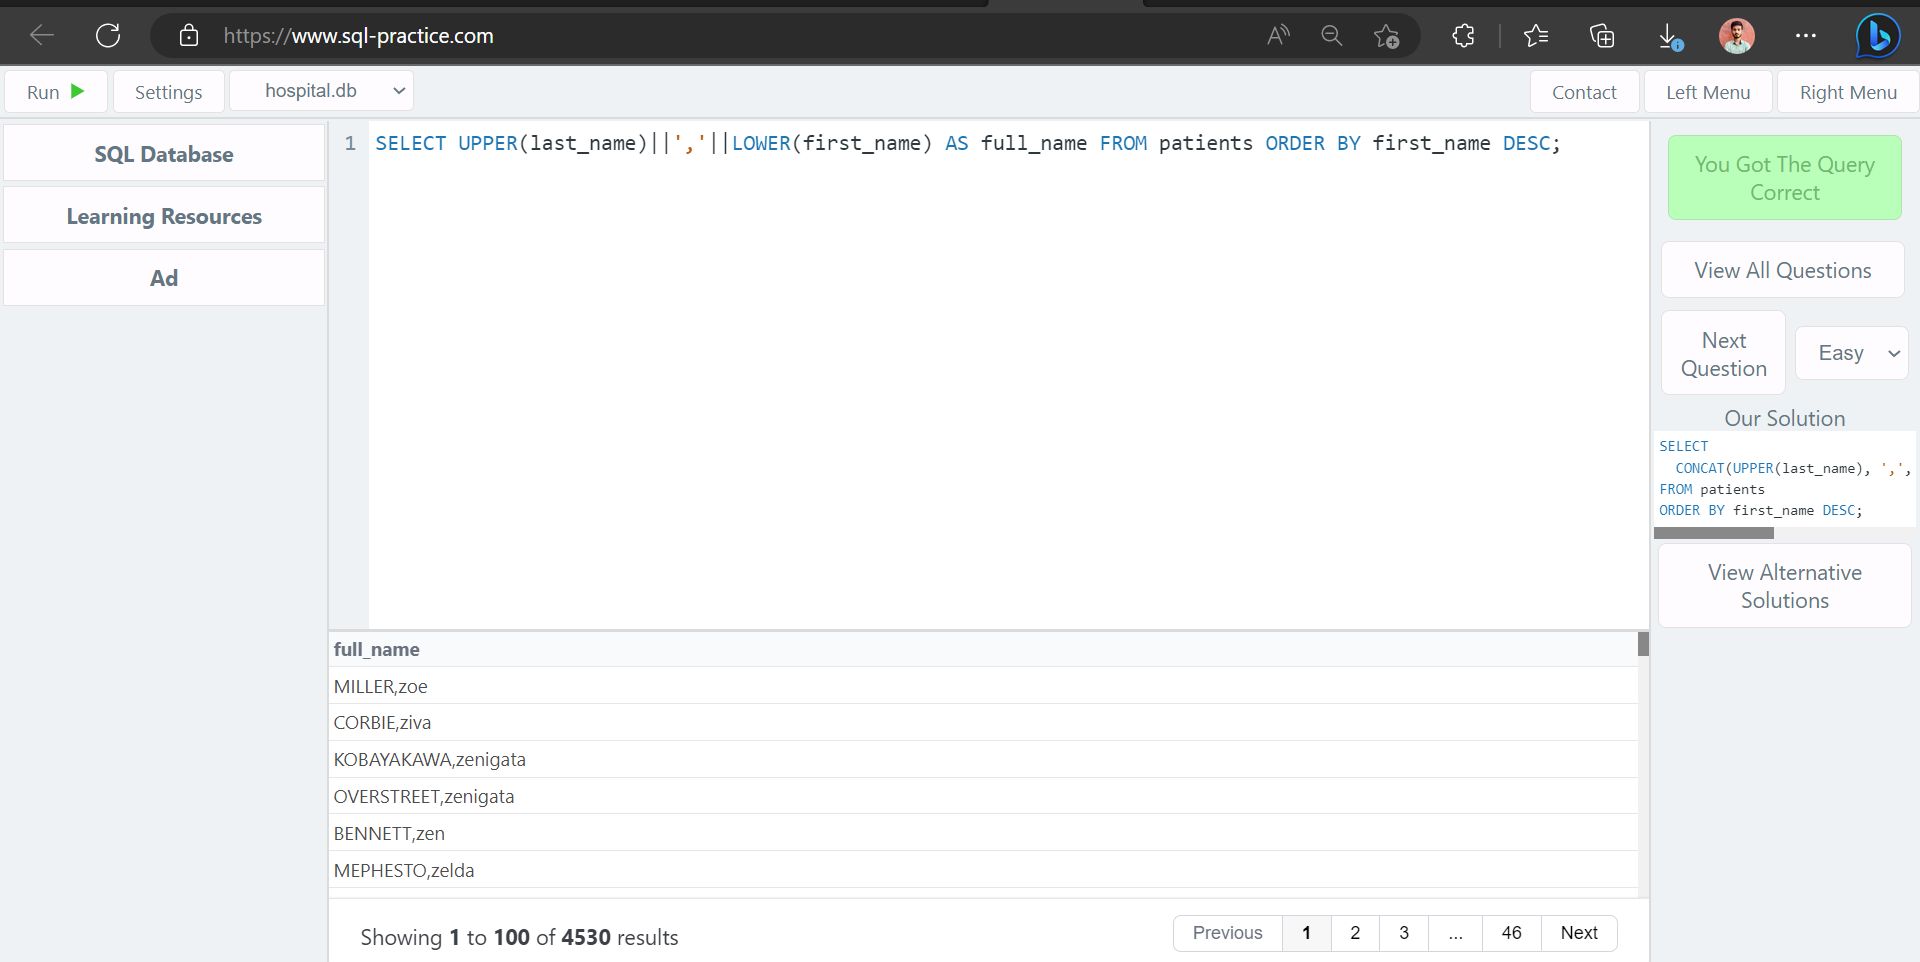 https://www.sql-practice.com
Run
Settings
hospital.db
Contact
Left Menu
Right Menu
SQL Database
Learning Resources
Ad
1
SELECT UPPER(last_name)||','||LOWER(first_name) AS full_name FROM patients ORDER BY first_name DESC;
You Got The Query
Correct
View All Questions
Next
Question
Easy
Our Solution
SELECT
CONCAT(UPPER(last_name), ',',
FROM patients
ORDER BY first_name DESC;
View Alternative
Solutions
full_name
MILLER,zoe
CORBIE,ziva
KOBAYAKAWA,zenigata
OVERSTREET,zenigata
BENNETT,zen
MEPHESTO,zelda
Showing 1 to 100 of 4530 results
Previous 1 2 3 ... 46 Next